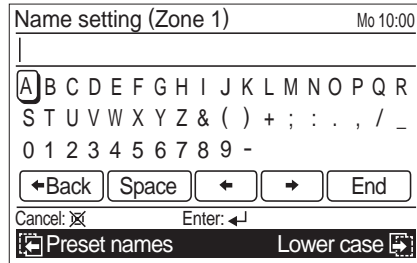 Name setting (Zone 1) Mo 10:00
A B C D E F G H I J K L M N O P Q R
S T U V W X Y Z & ( ) + ; : . , / _
0 1 2 3 4 5 6 7 8 9 -
←Back Space ← → End
Cancel: Enter: ↵
Preset names Lower case